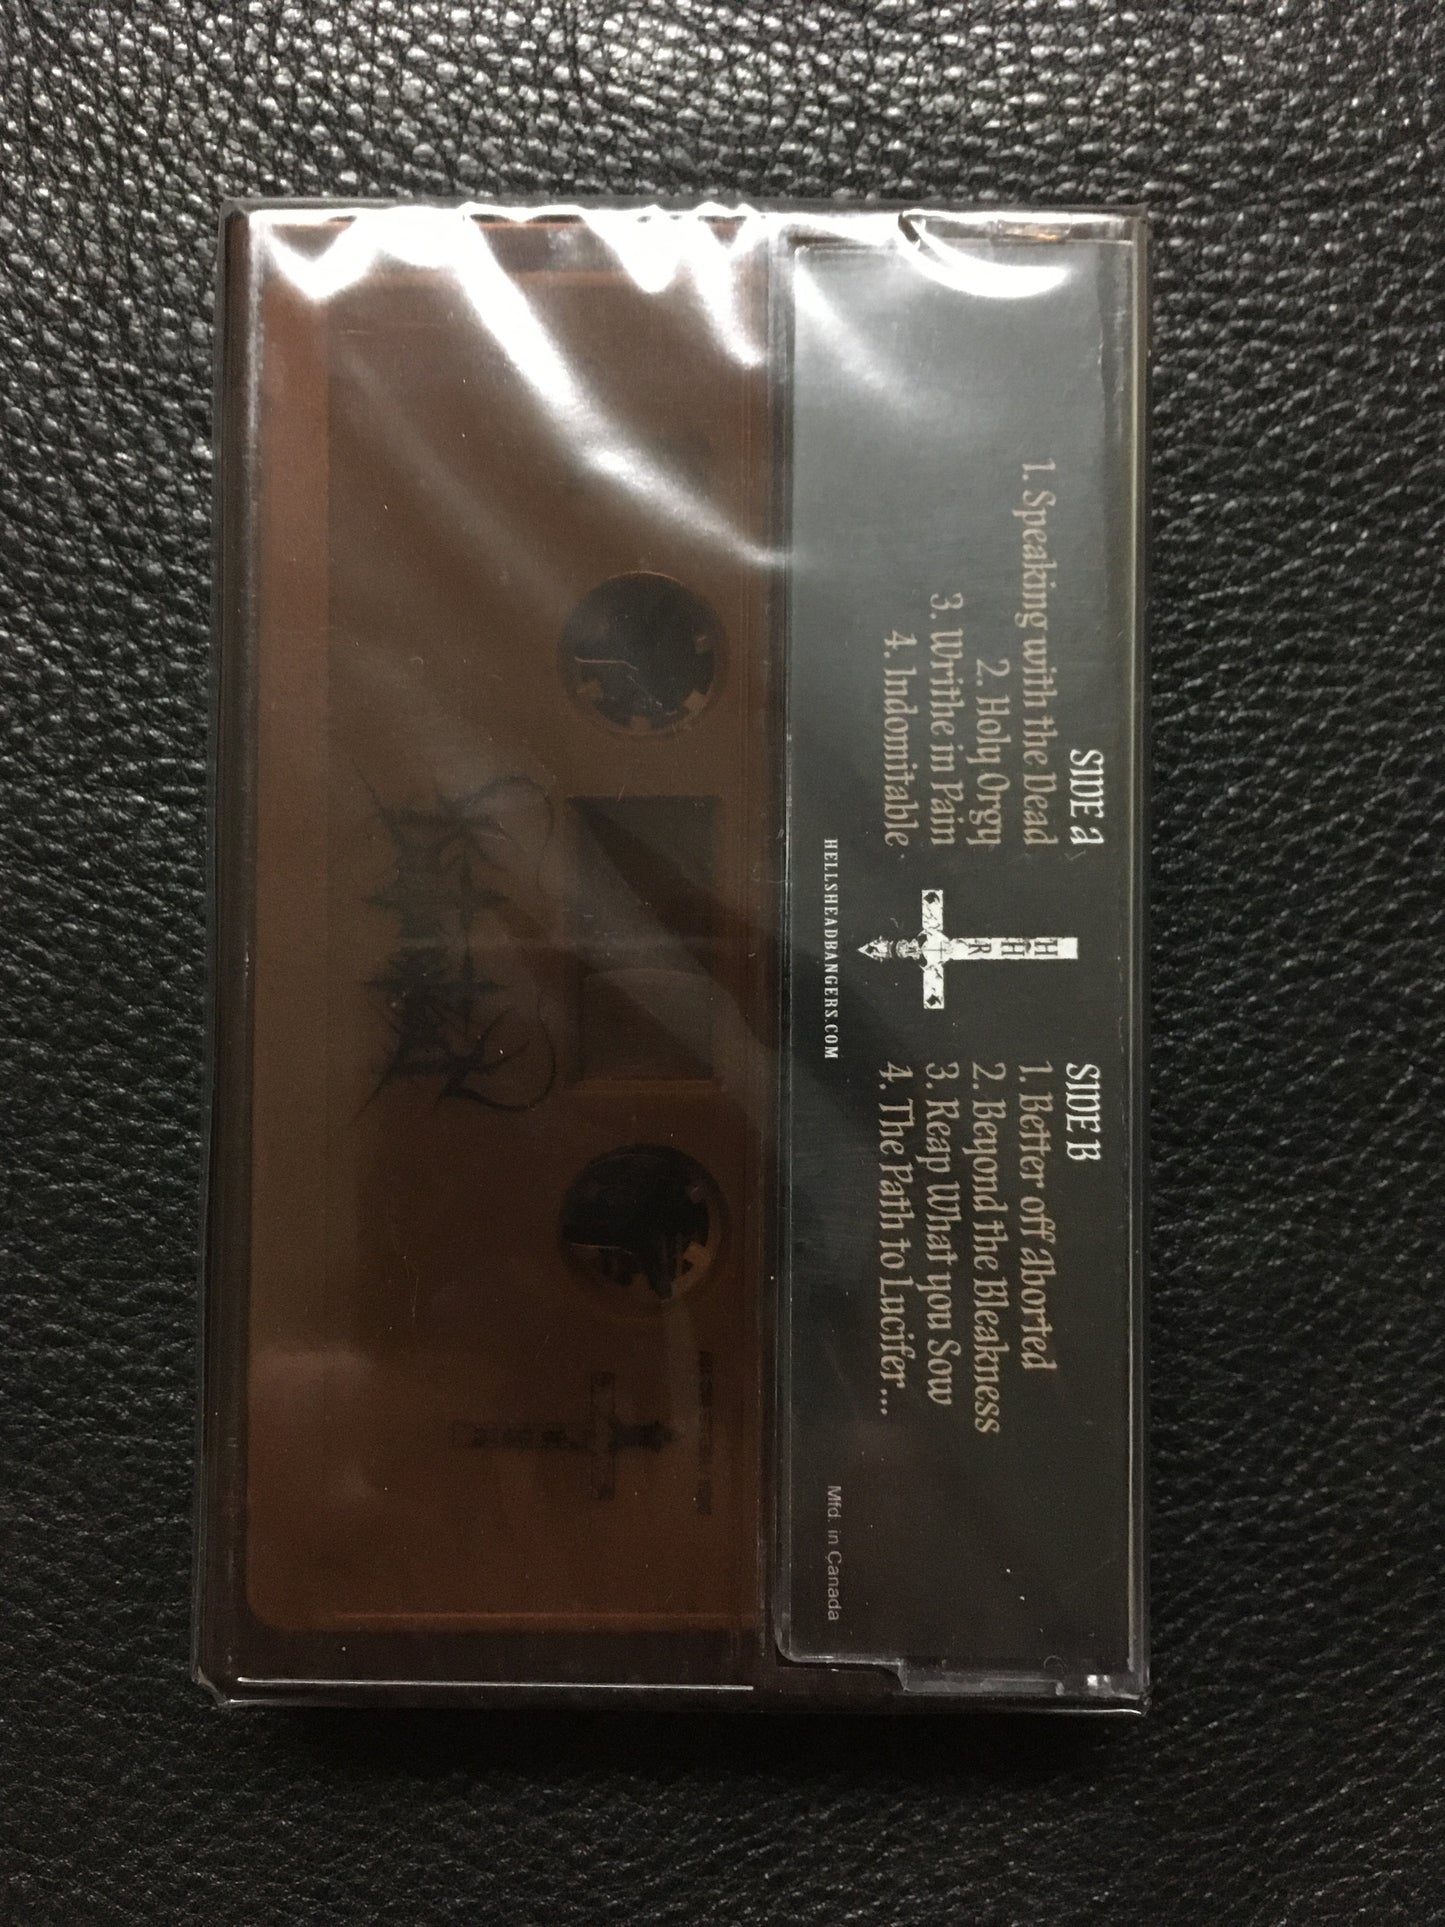 SIDE A
1. Speaking with the Dead
2. Holy Orgy
3. Writhe in Pain
4. Indomitable
H
H
R
HELLSHEADBANGERS.COM
SIDE B
1. Better off Aborted
2. Beyond the Bleakness
3. Reap What you Sow
4. The Path to Lucifer...
Mfd. in Canada